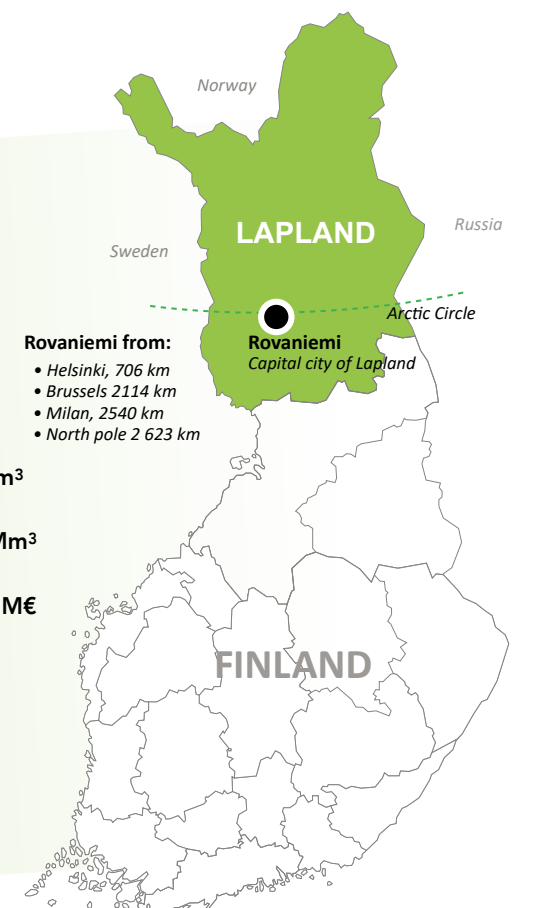 Norway
LAPLAND
Russia
Sweden
Arctic Circle
Rovaniemi from:
• Helsinki, 706 km
• Brussels 2114 km
• Milan, 2540 km
• North pole 2 623 km
Rovaniemi
Capital city of Lapland
m³
Mm³
M€
FINLAND